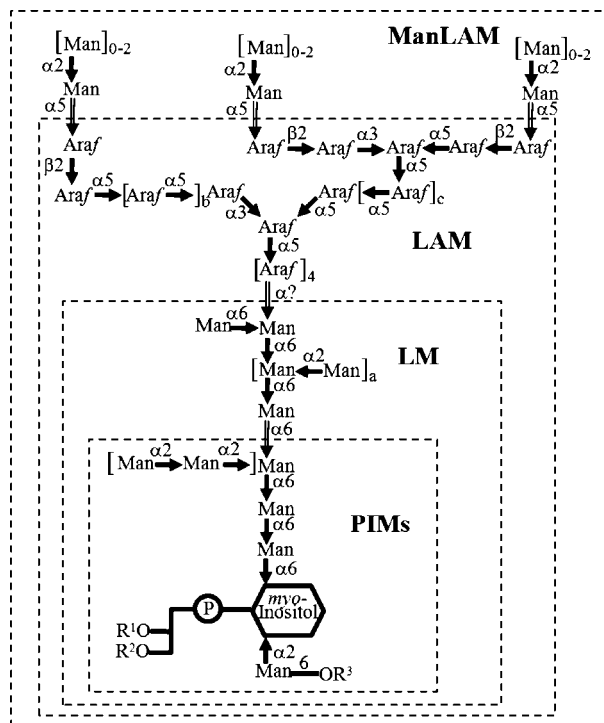 ManLAM
[Man]0-2 [Man]0-2 [Man]0-2
α2 α2 α2
Man Man Man
α5 α5 α5
Araf Araf β2 Araf α3 Araf α5 Araf β2 Araf
β2 α5
Araf α5 [Araf α5 ]b Araf Araf [ α5 Araf]c
α3 α5
Araf LAM
α5
[Araf]4
α?
Man α6 Man
α6 LM
[Man α2 Man]a
α6
Man
α6
[Man α2 Man α2 ]Man
α6
Man
α6 PIMs
Man
α6
P myo-
Inositol
R¹O
R²O α2
Man 6 OR³